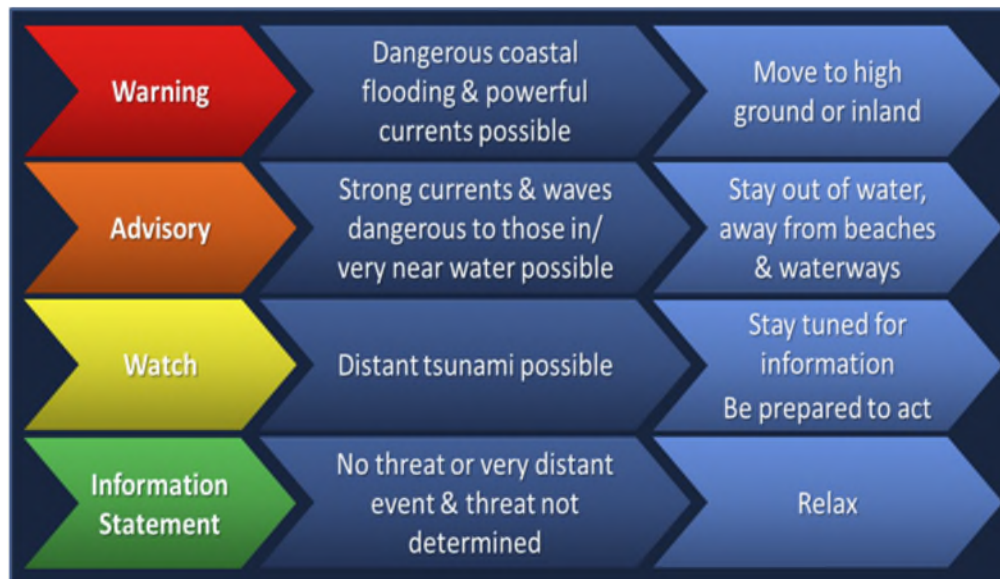 Warning
Dangerous coastal
flooding & powerful
currents possible
Move to high
ground or inland
Advisory
Strong currents & waves
dangerous to those in/
very near water possible
Stay out of water,
away from beaches
& waterways
Watch
Distant tsunami possible
Stay tuned for
information
Be prepared to act
Information
Statement
No threat or very distant
event & threat not
determined
Relax